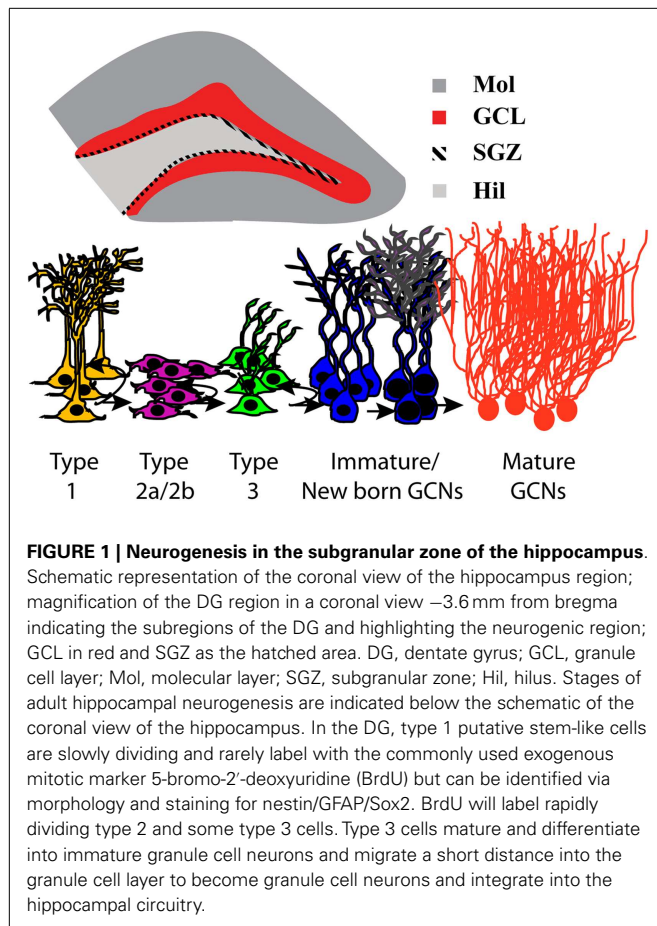 Mol
GCL
SGZ
Hil
Type 1
Type 2a/2b
Type 3
Immature/ New born GCNs
Mature GCNs
FIGURE 1 | Neurogenesis in the subgranular zone of the hippocampus.
Schematic representation of the coronal view of the hippocampus region;
magnification of the DG region in a coronal view −3.6 mm from bregma
indicating the subregions of the DG and highlighting the neurogenic region;
GCL in red and SGZ as the hatched area. DG, dentate gyrus; GCL, granule
cell layer; Mol, molecular layer; SGZ, subgranular zone; Hil, hilus. Stages of
adult hippocampal neurogenesis are indicated below the schematic of the
coronal view of the hippocampus. In the DG, type 1 putative stem-like cells
are slowly dividing and rarely label with the commonly used exogenous
mitotic marker 5-bromo-2′-deoxyuridine (BrdU) but can be identified via
morphology and staining for nestin/GFAP/Sox2. BrdU will label rapidly
dividing type 2 and some type 3 cells. Type 3 cells mature and differentiate
into immature granule cell neurons and migrate a short distance into the
granule cell layer to become granule cell neurons and integrate into the
hippocampal circuitry.